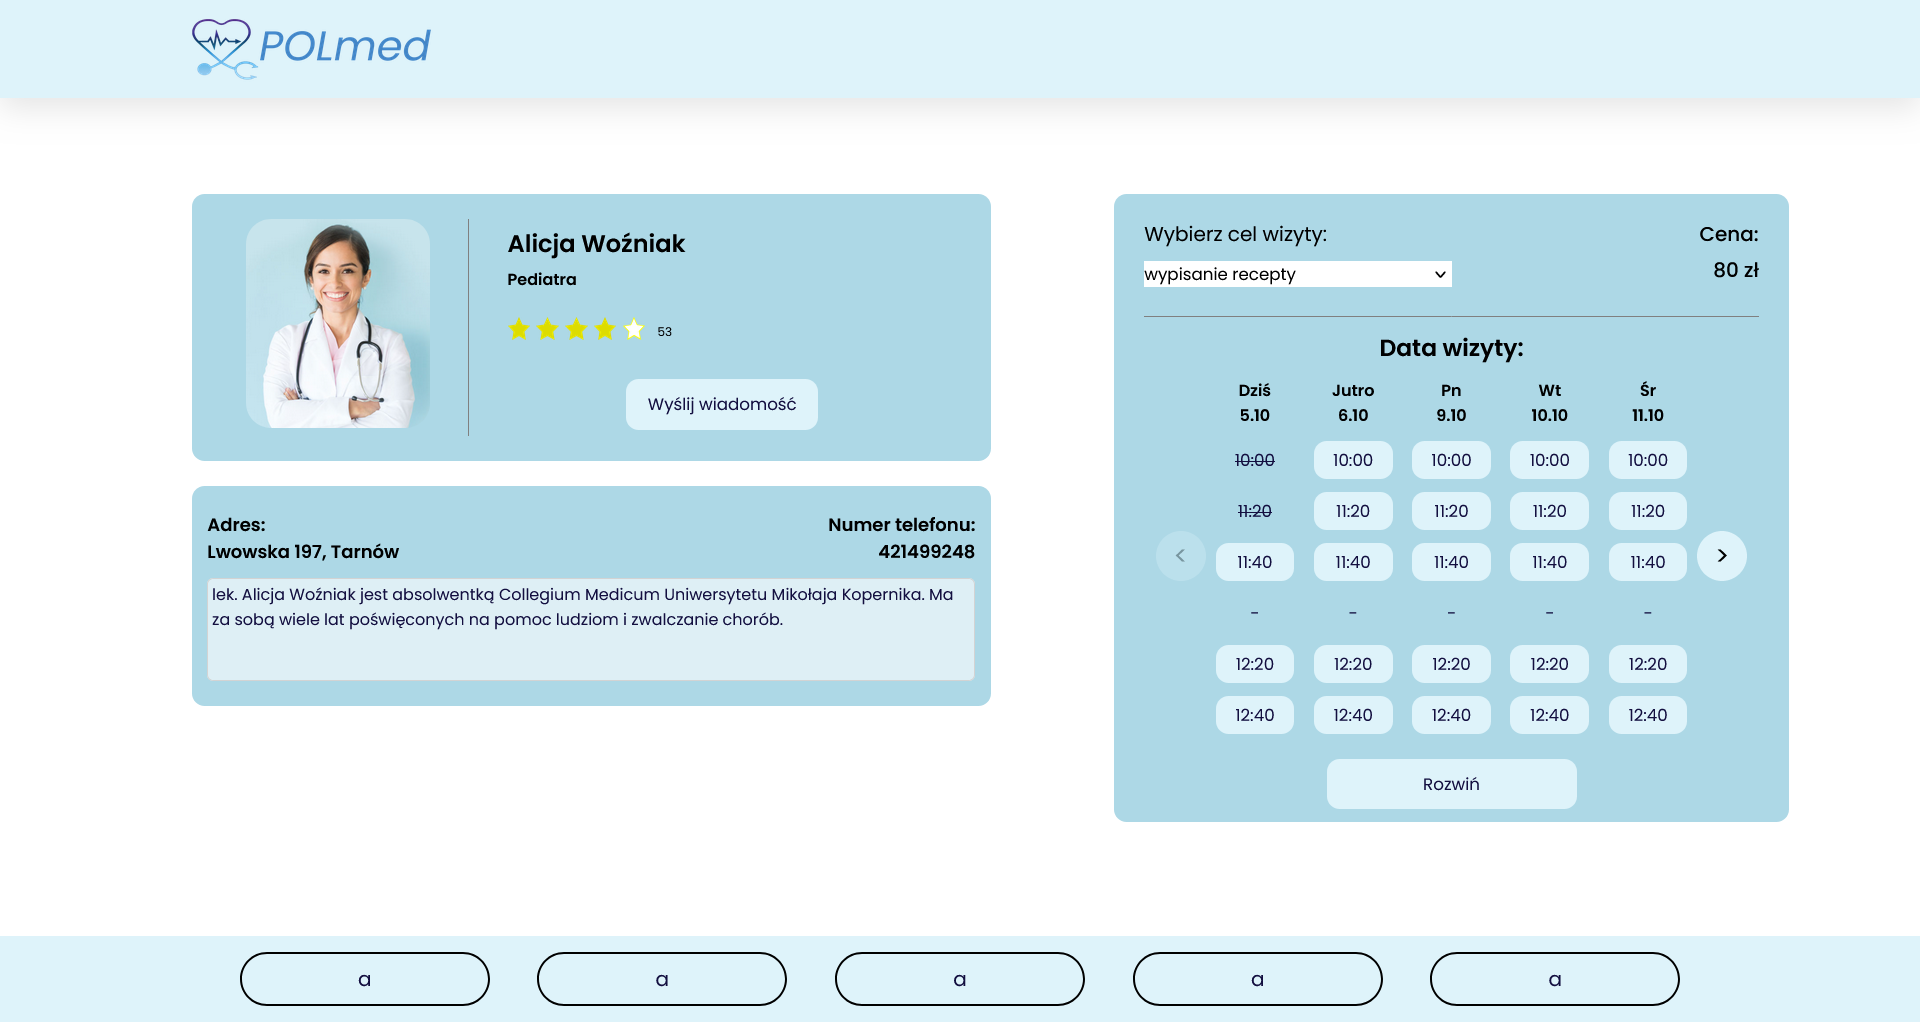 POLmed
Alicja Woźniak
Pediatra
53
Wyślij wiadomość
Adres:
Numer telefonu:
Lwowska 197, Tarnów
421499248
lek. Alicja Woźniak jest absolwentką Collegium Medicum Uniwersytetu Mikołaja Kopernika. Ma
za sobą wiele lat poświęconych na pomoc ludziom i zwalczanie chorób.
Wybierz cel wizyty:
Cena:
wypisanie recepty
80 zł
Data wizyty:
Dziś Jutro Pn Wt Śr
5.10 6.10 9.10 10.10 11.10
10:00 10:00 10:00 10:00 10:00
11:20 11:20 11:20 11:20 11:20
< 11:40 11:40 11:40 11:40 11:40 >
- - - - -
12:20 12:20 12:20 12:20 12:20
12:40 12:40 12:40 12:40 12:40
Rozwiń
a a a a a